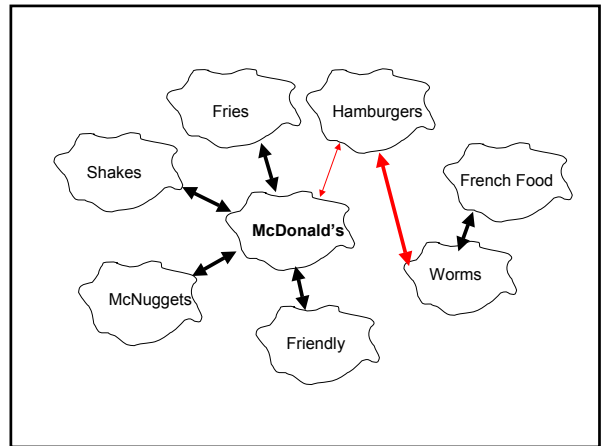 Fries
Hamburgers
Shakes
French Food
McDonald's
Worms
McNuggets
Friendly